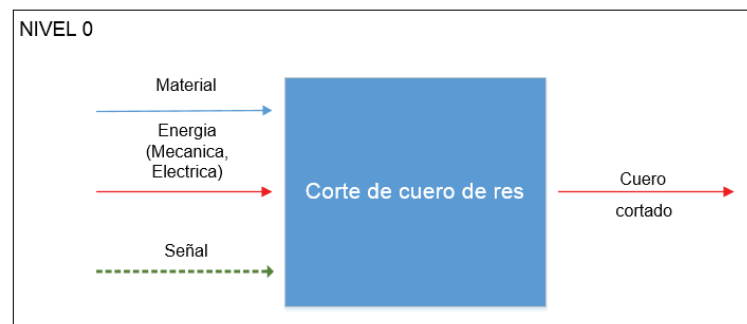 NIVEL 0
Material
Energia
(Mecanica,
Electrica)
Señal
Corte de cuero de res
Cuero
cortado